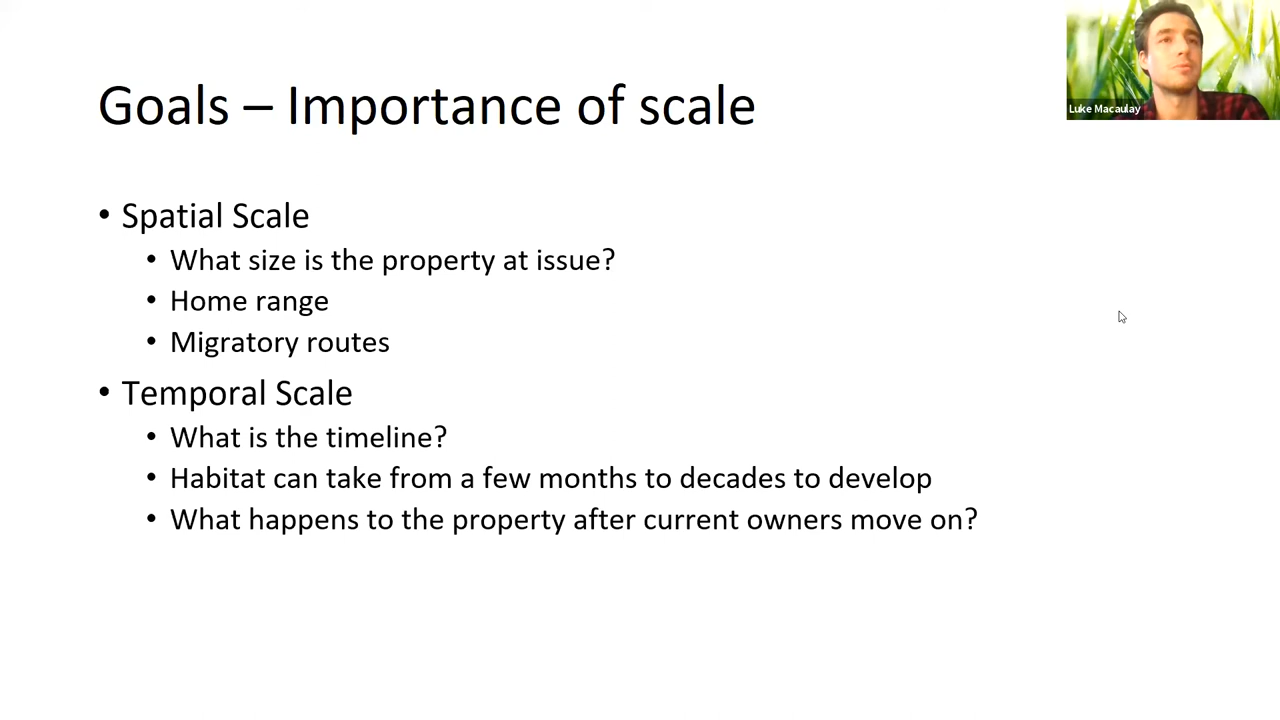 Luke Macaulay
Goals – Importance of scale
• Spatial Scale
• What size is the property at issue?
• Home range
• Migratory routes
• Temporal Scale
• What is the timeline?
• Habitat can take from a few months to decades to develop
• What happens to the property after current owners move on?